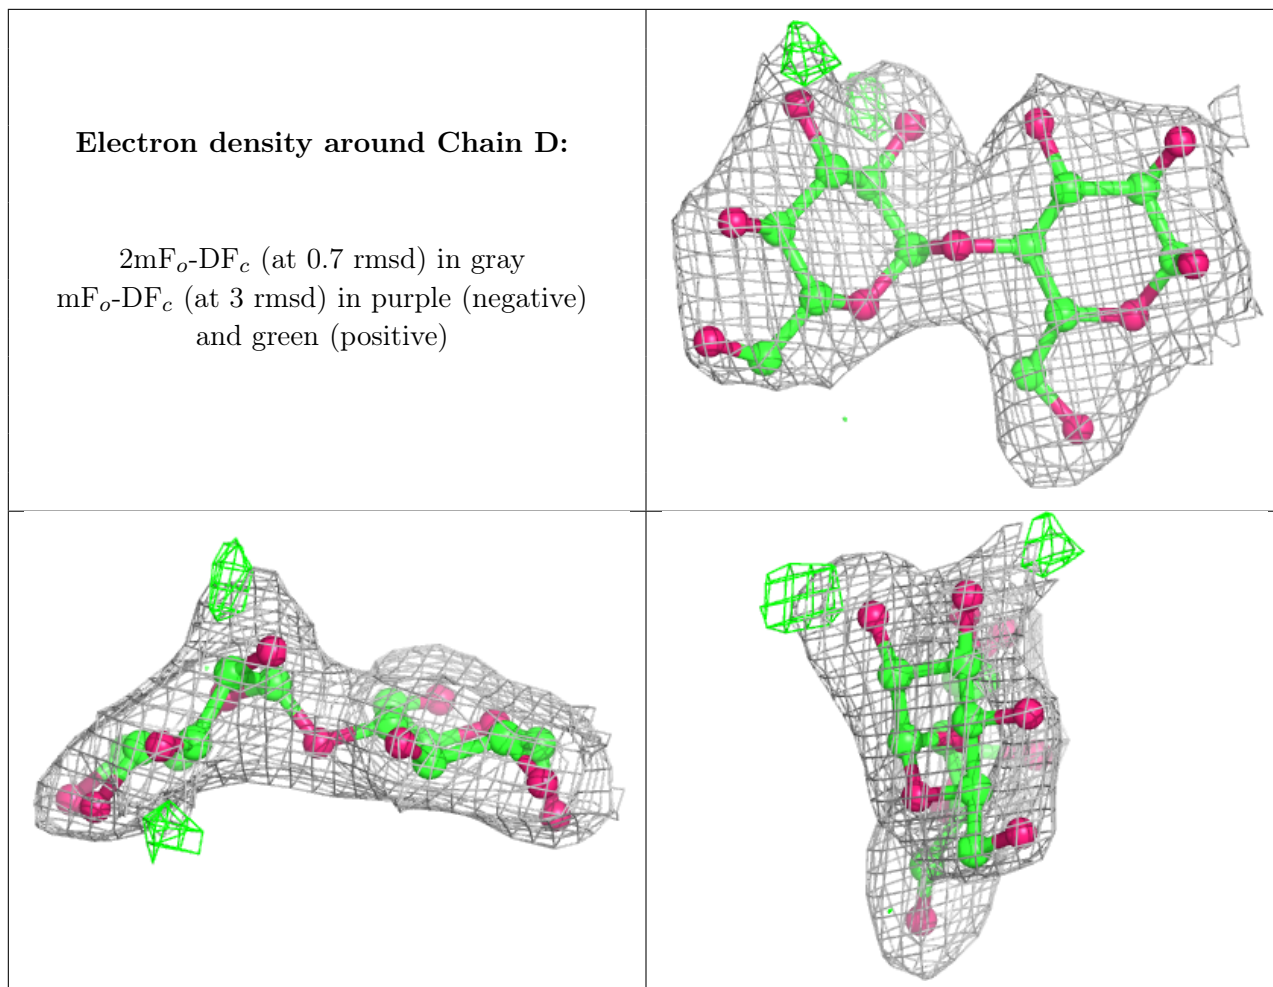 Electron density around Chain D:
2mFₒ-DF𝒸 (at 0.7 rmsd) in gray
mFₒ-DF𝒸 (at 3 rmsd) in purple (negative)
and green (positive)